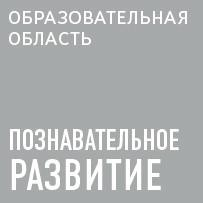 ОБРАЗОВАТЕЛЬНАЯ
ОБЛАСТЬ
ПОЗНАВАТЕЛЬНОЕ
РАЗВИТИЕ